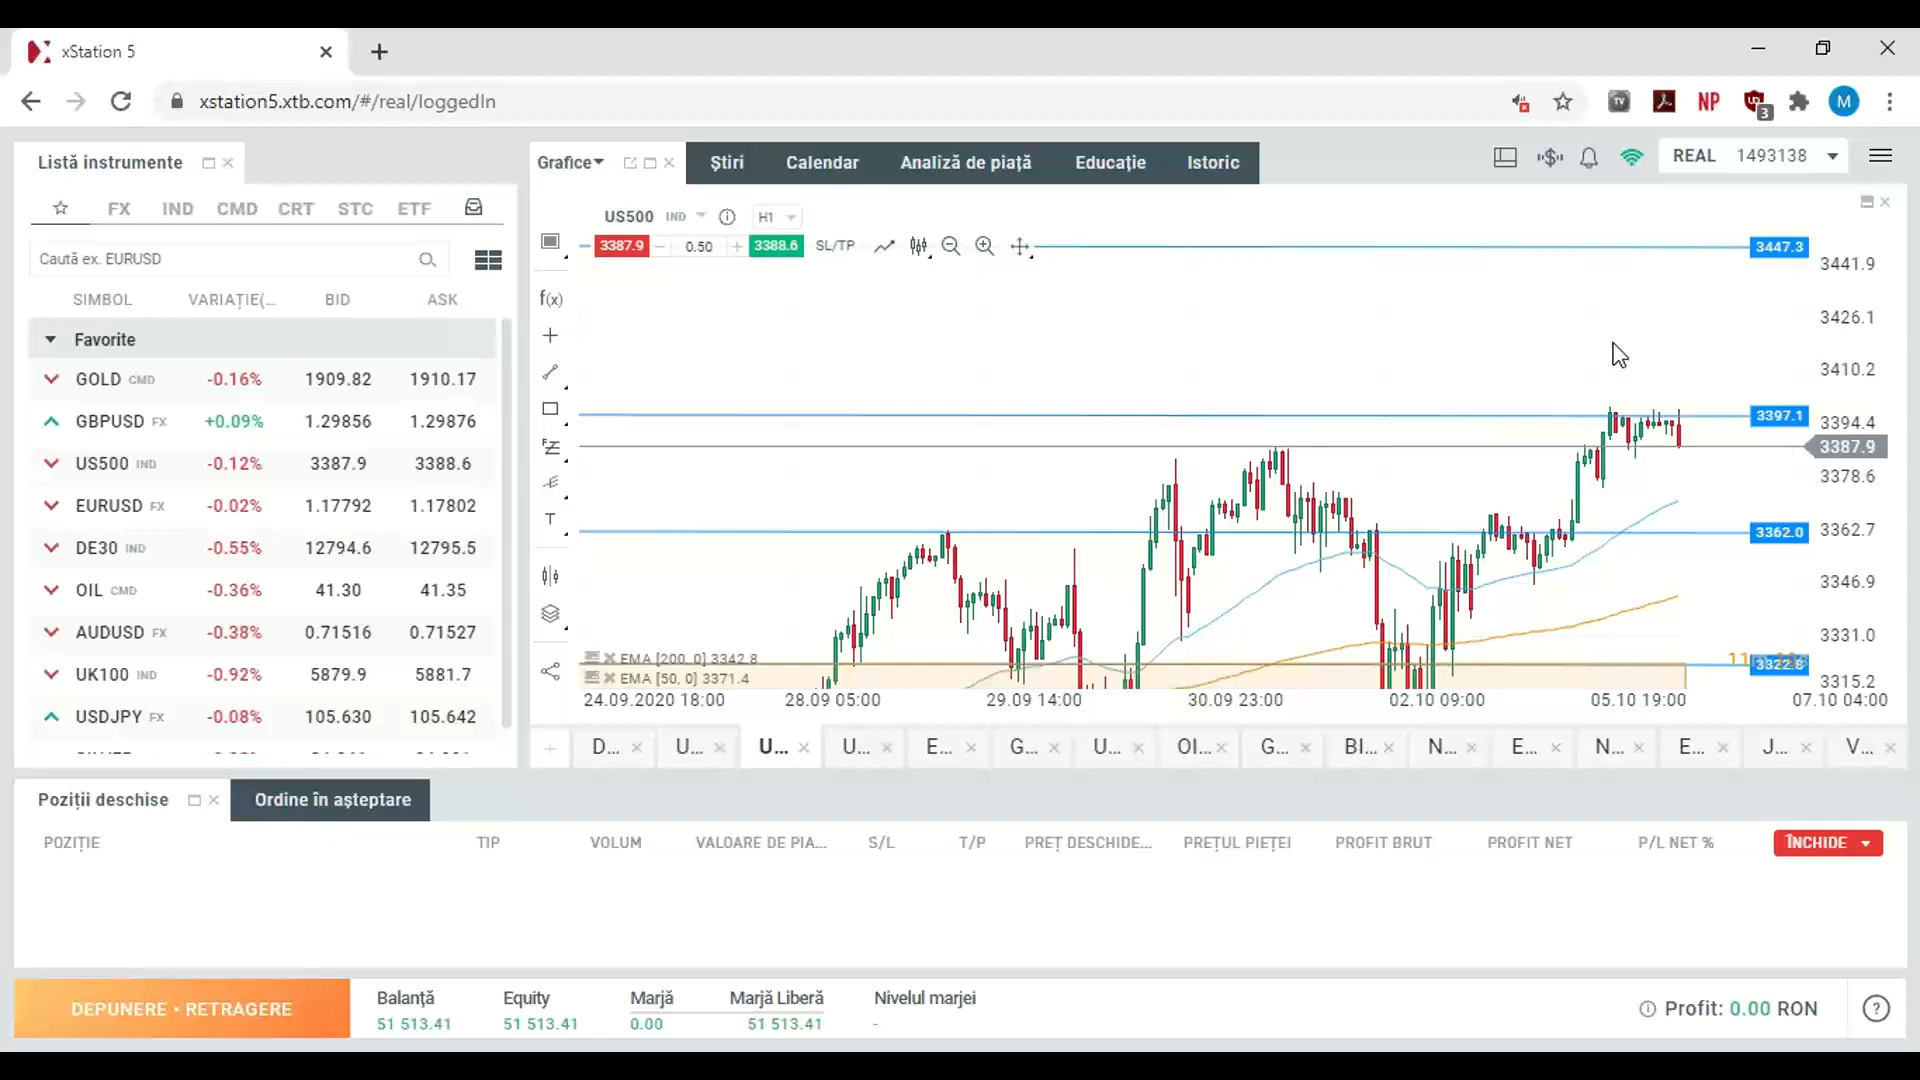 xStation 5
xstation5.xtb.com/#/real/loggedIn
NP
3
M
Listă instrumente
Grafice
Știri
Calendar
Analiză de piață
Educație
Istoric
REAL 1493138
FX IND CMD CRT STC ETF
Caută ex. EURUSD
SIMBOL VARIAȚIE(... BID ASK
Favorite
GOLD CMD -0.16% 1909.82 1910.17
GBPUSD FX +0.09% 1.29856 1.29876
US500 IND -0.12% 3387.9 3388.6
EURUSD FX -0.02% 1.17792 1.17802
DE30 IND -0.55% 12794.6 12795.5
OIL CMD -0.36% 41.30 41.35
AUDUSD FX -0.38% 0.71516 0.71527
UK100 IND -0.92% 5879.9 5881.7
USDJPY FX -0.08% 105.630 105.642
US500 IND H1
3387.9 0.50 3388.6 SL/TP
f(x)
T
3447.3
3441.9
3426.1
3410.2
3397.1
3394.4
3387.9
3378.6
3362.0
3362.7
3346.9
3331.0
3322.8
3315.2
EMA [200, 0] 3342.8
EMA [50, 0] 3371.4
24.09.2020 18:00 28.09 05:00 29.09 14:00 30.09 23:00 02.10 09:00 05.10 19:00 07.10 04:00
D... U... U... U... E... G... U... OI... G... BI... N... E... N... E... J... V...
Poziții deschise
Ordine în așteptare
POZIȚIE TIP VOLUM VALOARE DE PIA... S/L T/P PREȚ DESCHIDE... PREȚUL PIEȚEI PROFIT BRUT PROFIT NET P/L NET % ÎNCHIDE
DEPUNERE • RETRAGERE
Balanță Equity Marjă Marjă Liberă Nivelul marjei
51 513.41 51 513.41 0.00 51 513.41 -
Profit: 0.00 RON